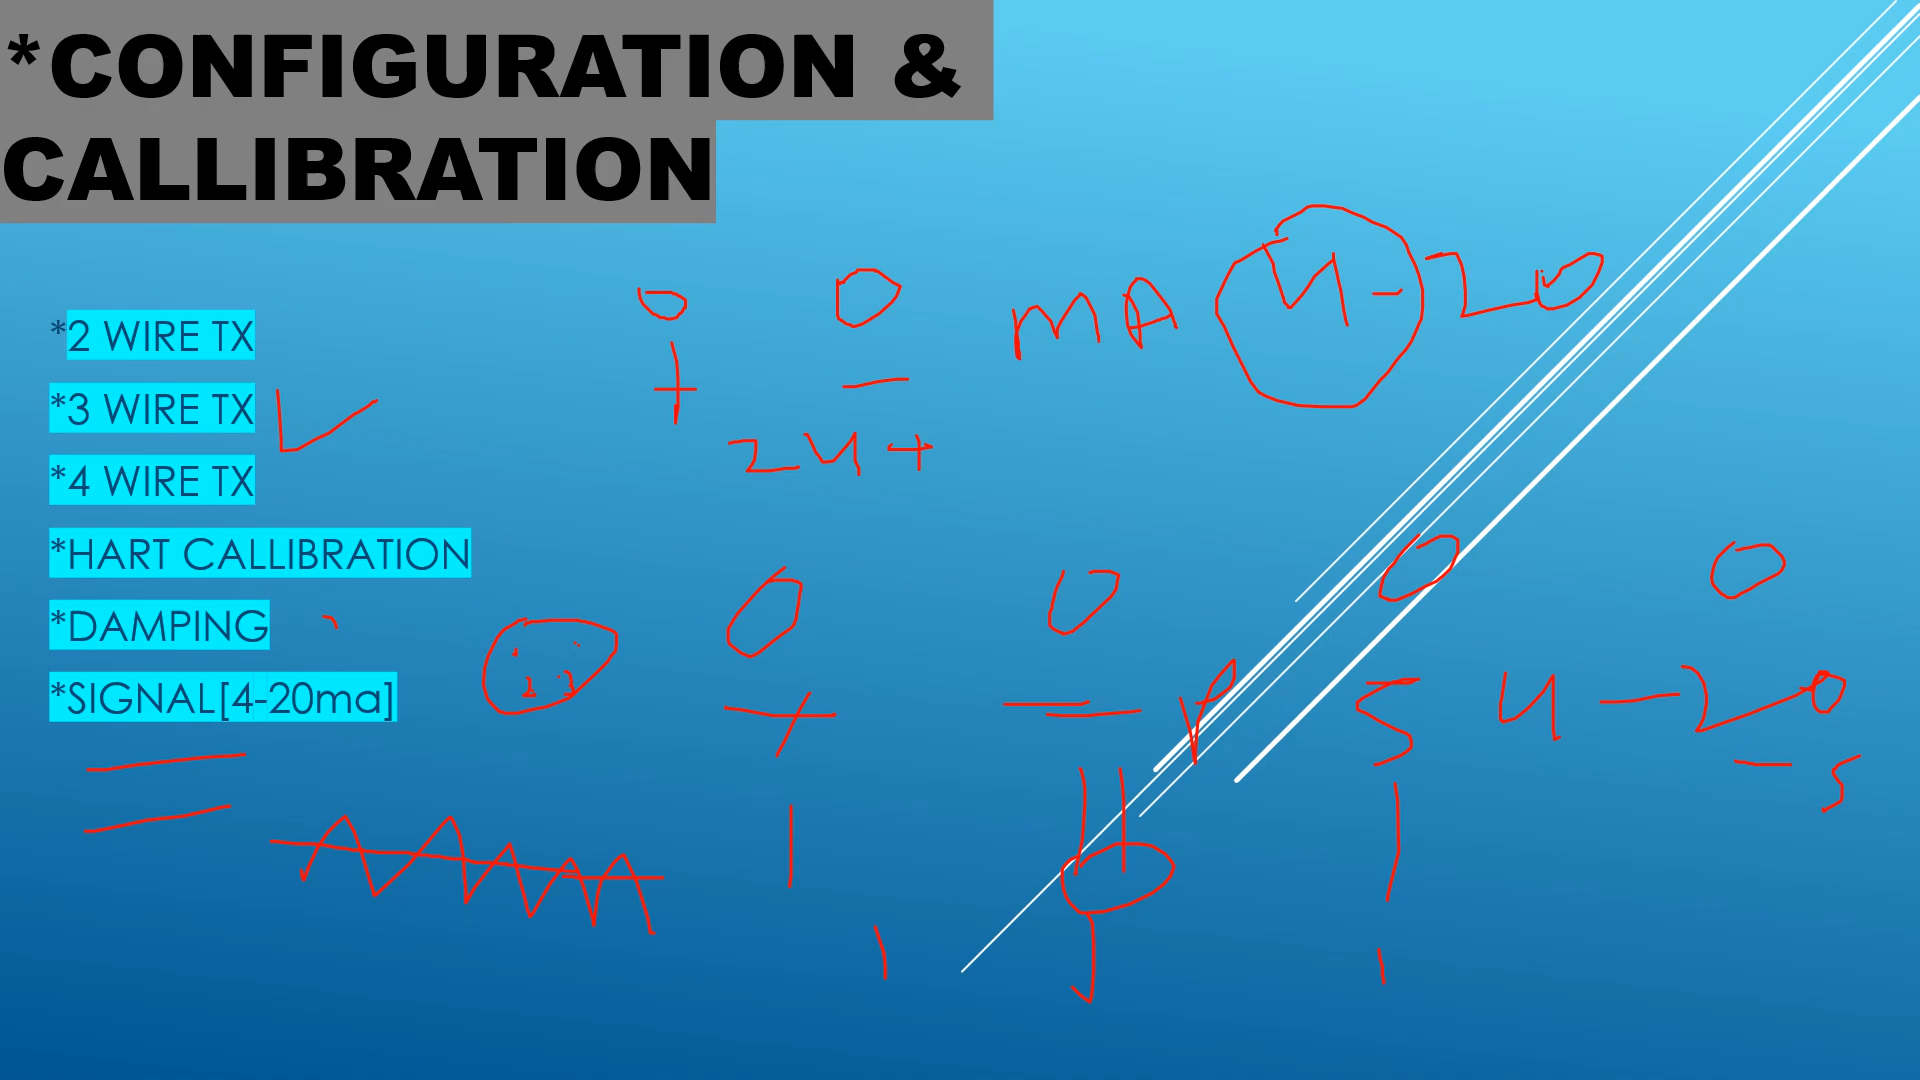 *CONFIGURATION &
CALLIBRATION
mA 4-20
*2 WIRE TX
+ -
*3 WIRE TX
24+
*4 WIRE TX
*HART CALLIBRATION
*DAMPING
*SIGNAL[4-20ma]
4-20